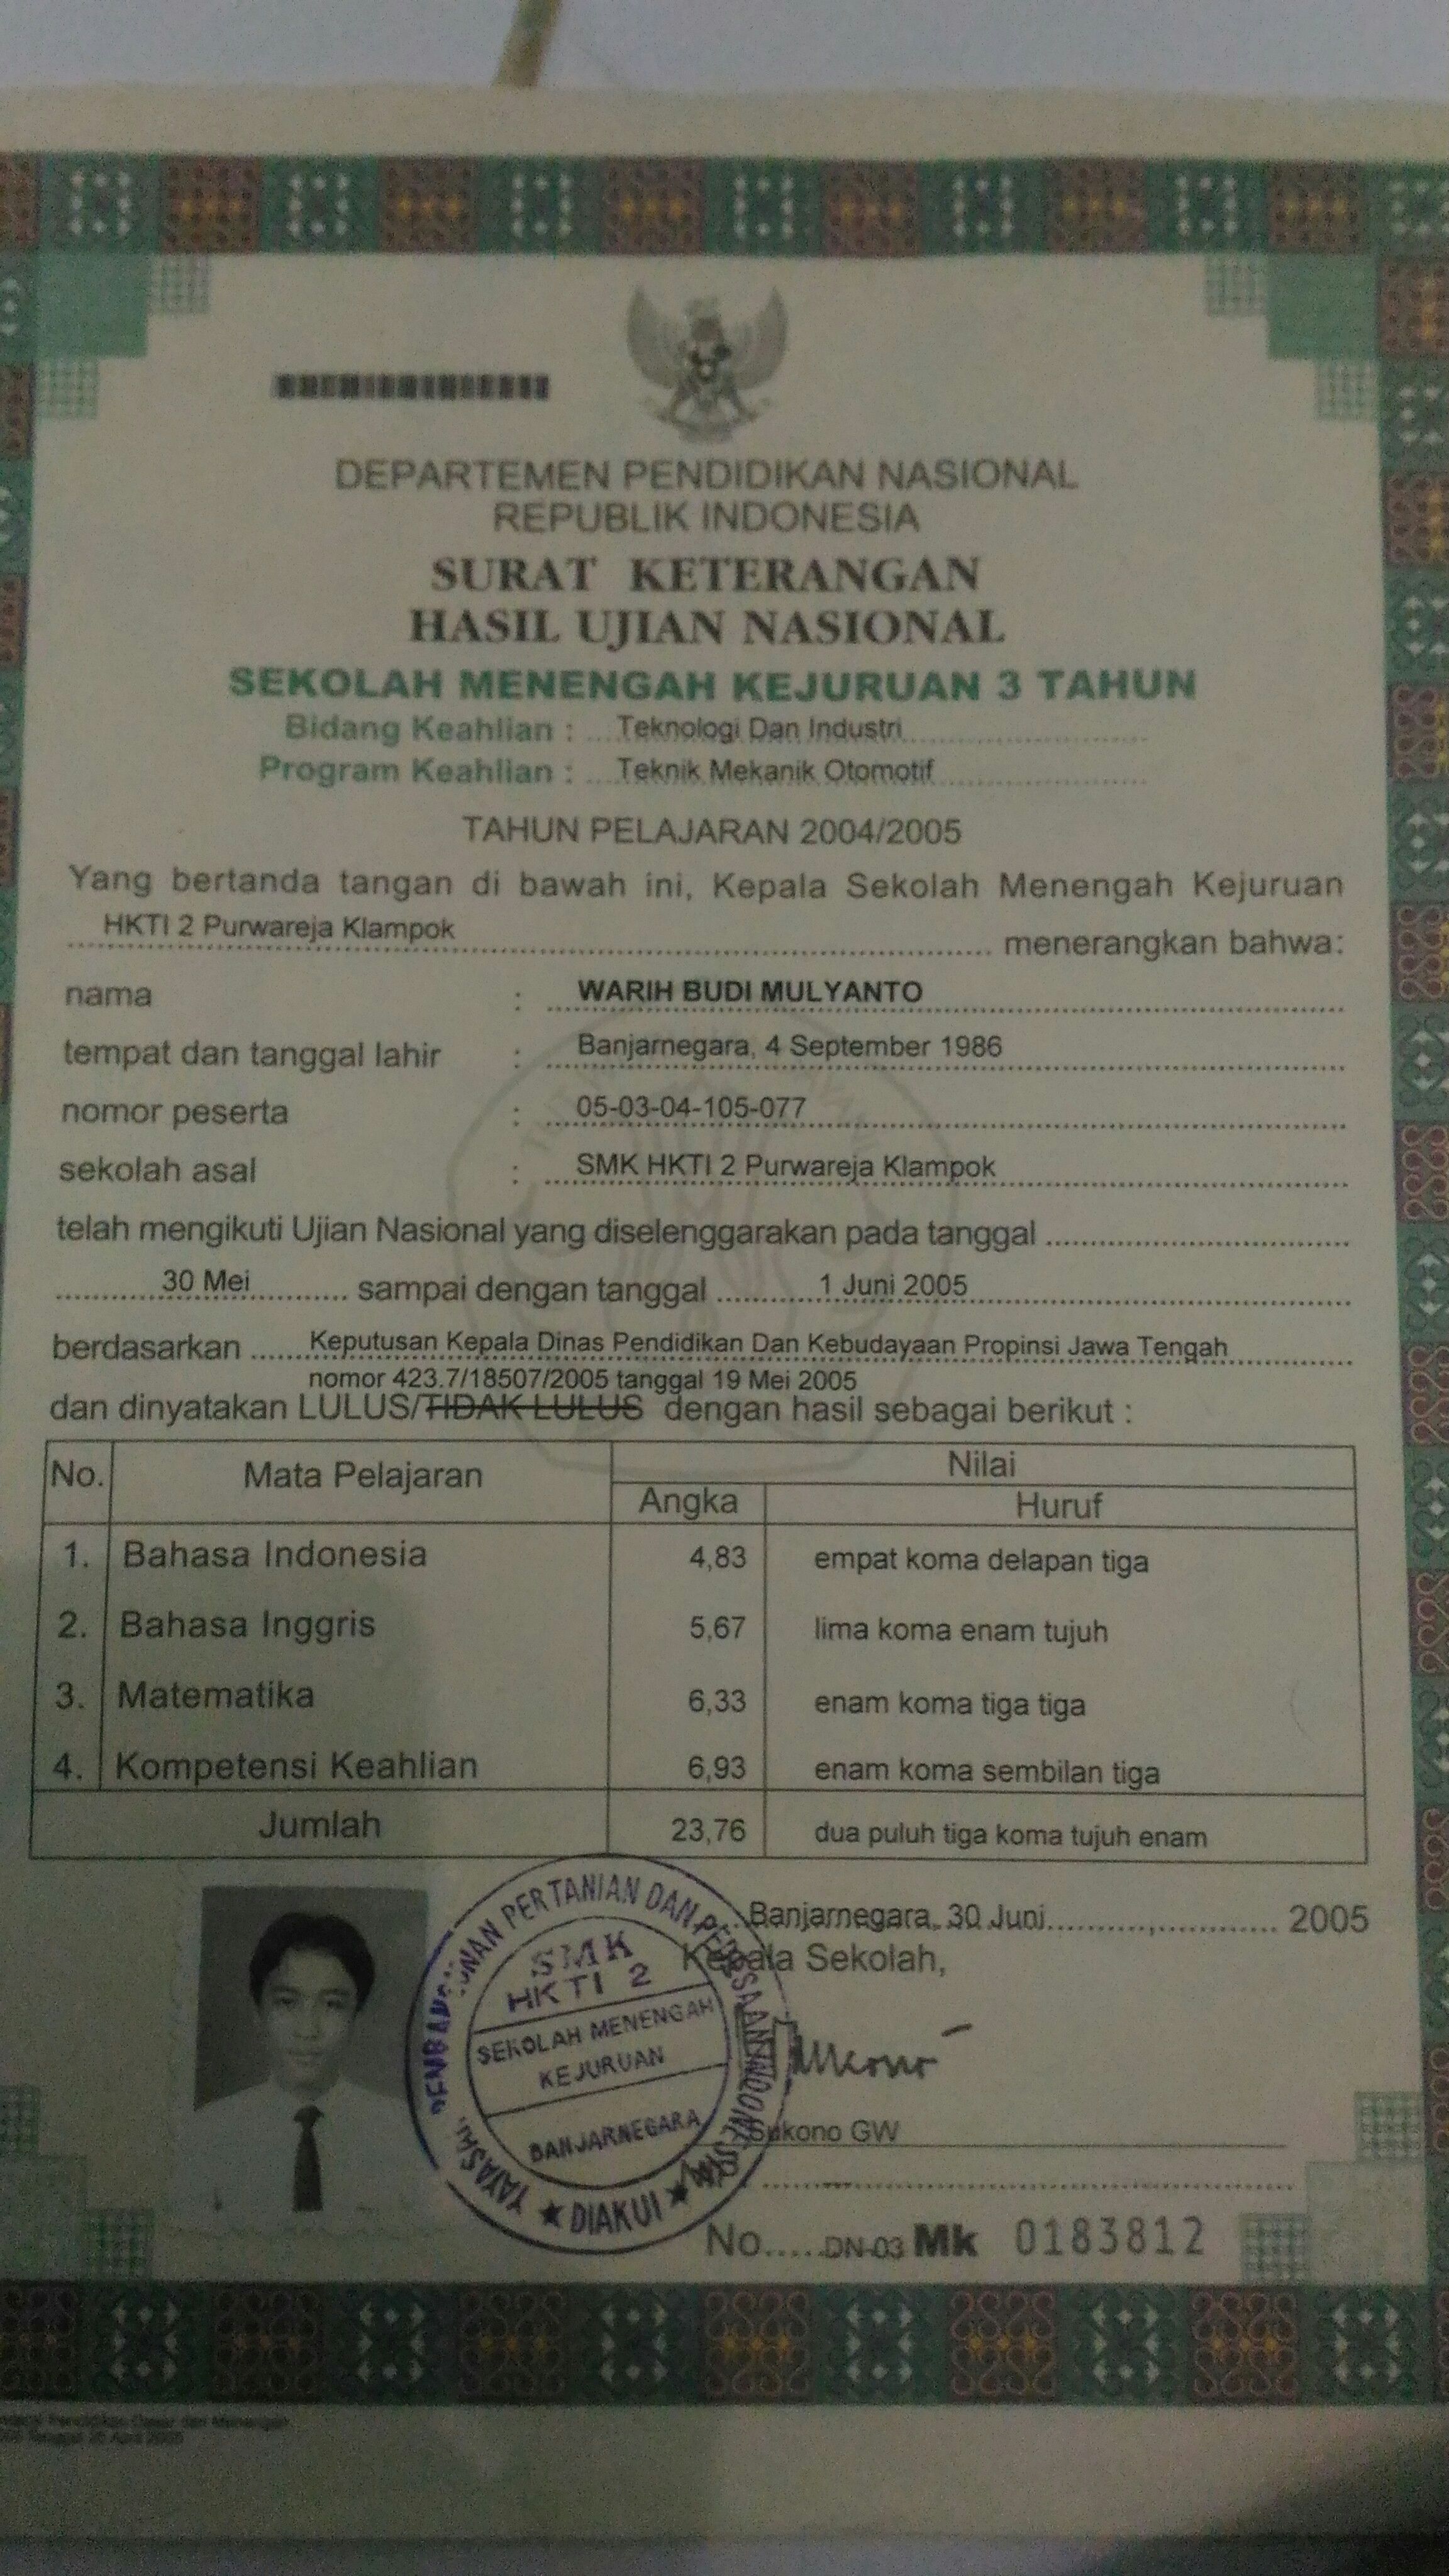 DEPARTEMEN PENDIDIKAN NASIONAL
REPUBLIK INDONESIA
SURAT KETERANGAN
HASIL UJIAN NASIONAL
SEKOLAH MENENGAH KEJURUAN 3 TAHUN
Bidang Keahlian : Teknologi Dan Industri
Program Keahlian : Teknik Mekanik Otomotif
TAHUN PELAJARAN 2004/2005
Yang bertanda tangan di bawah ini, Kepala Sekolah Menengah Kejuruan
HKTI 2 Purwareja Klampok menerangkan bahwa:
nama : WARIH BUDI MULYANTO
tempat dan tanggal lahir : Banjarnegara, 4 September 1986
nomor peserta : 05-03-04-105-077
sekolah asal : SMK HKTI 2 Purwareja Klampok
telah mengikuti Ujian Nasional yang diselenggarakan pada tanggal
30 Mei sampai dengan tanggal 1 Juni 2005
berdasarkan Keputusan Kepala Dinas Pendidikan Dan Kebudayaan Propinsi Jawa Tengah
nomor 423.7/18507/2005 tanggal 19 Mei 2005
dan dinyatakan LULUS/TIDAK LULUS dengan hasil sebagai berikut :
No. Mata Pelajaran Nilai
Angka Huruf
1. Bahasa Indonesia 4,83 empat koma delapan tiga
2. Bahasa Inggris 5,67 lima koma enam tujuh
3. Matematika 6,33 enam koma tiga tiga
4. Kompetensi Keahlian 6,93 enam koma sembilan tiga
Jumlah 23,76 dua puluh tiga koma tujuh enam
Banjarnegara, 30 Juni 2005
Kepala Sekolah,
Sukono GW
No. DN-03 Mk 0183812
PERTANIAN DAN
SMK
HKTI 2
SEKOLAH MENENGAH
KEJURUAN
BANJARNEGARA
DIAKUI